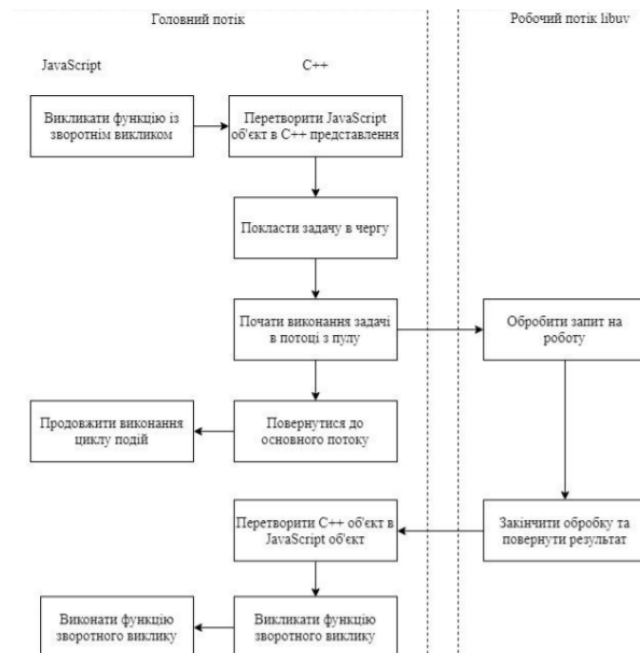 Головний потік
Робочий потік libuv
JavaScript
C++
Викликати функцію із
зворотнім викликом
Перетворити JavaScript
об'єкт в C++ представлення
Покласти задачу в чергу
Почати виконання задачі
в потоці з пулу
Обробити запит на
роботу
Продовжити виконання
циклу подій
Повернутися до
основного потоку
Перетворити C++ об'єкт в
JavaScript об'єкт
Закінчити обробку та
повернути результат
Виконати функцію
зворотного виклику
Викликати функцію
зворотного виклику